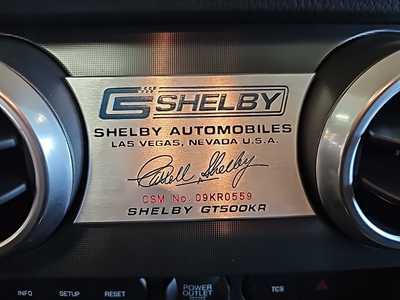 CS SHELBY
SHELBY AUTOMOBILES
LAS VEGAS, NEVADA U.S.A.
Carroll Shelby
CSM No. 09KR0559
SHELBY GT500KR
INFO SETUP RESET
POWER
OUTLET
TCS